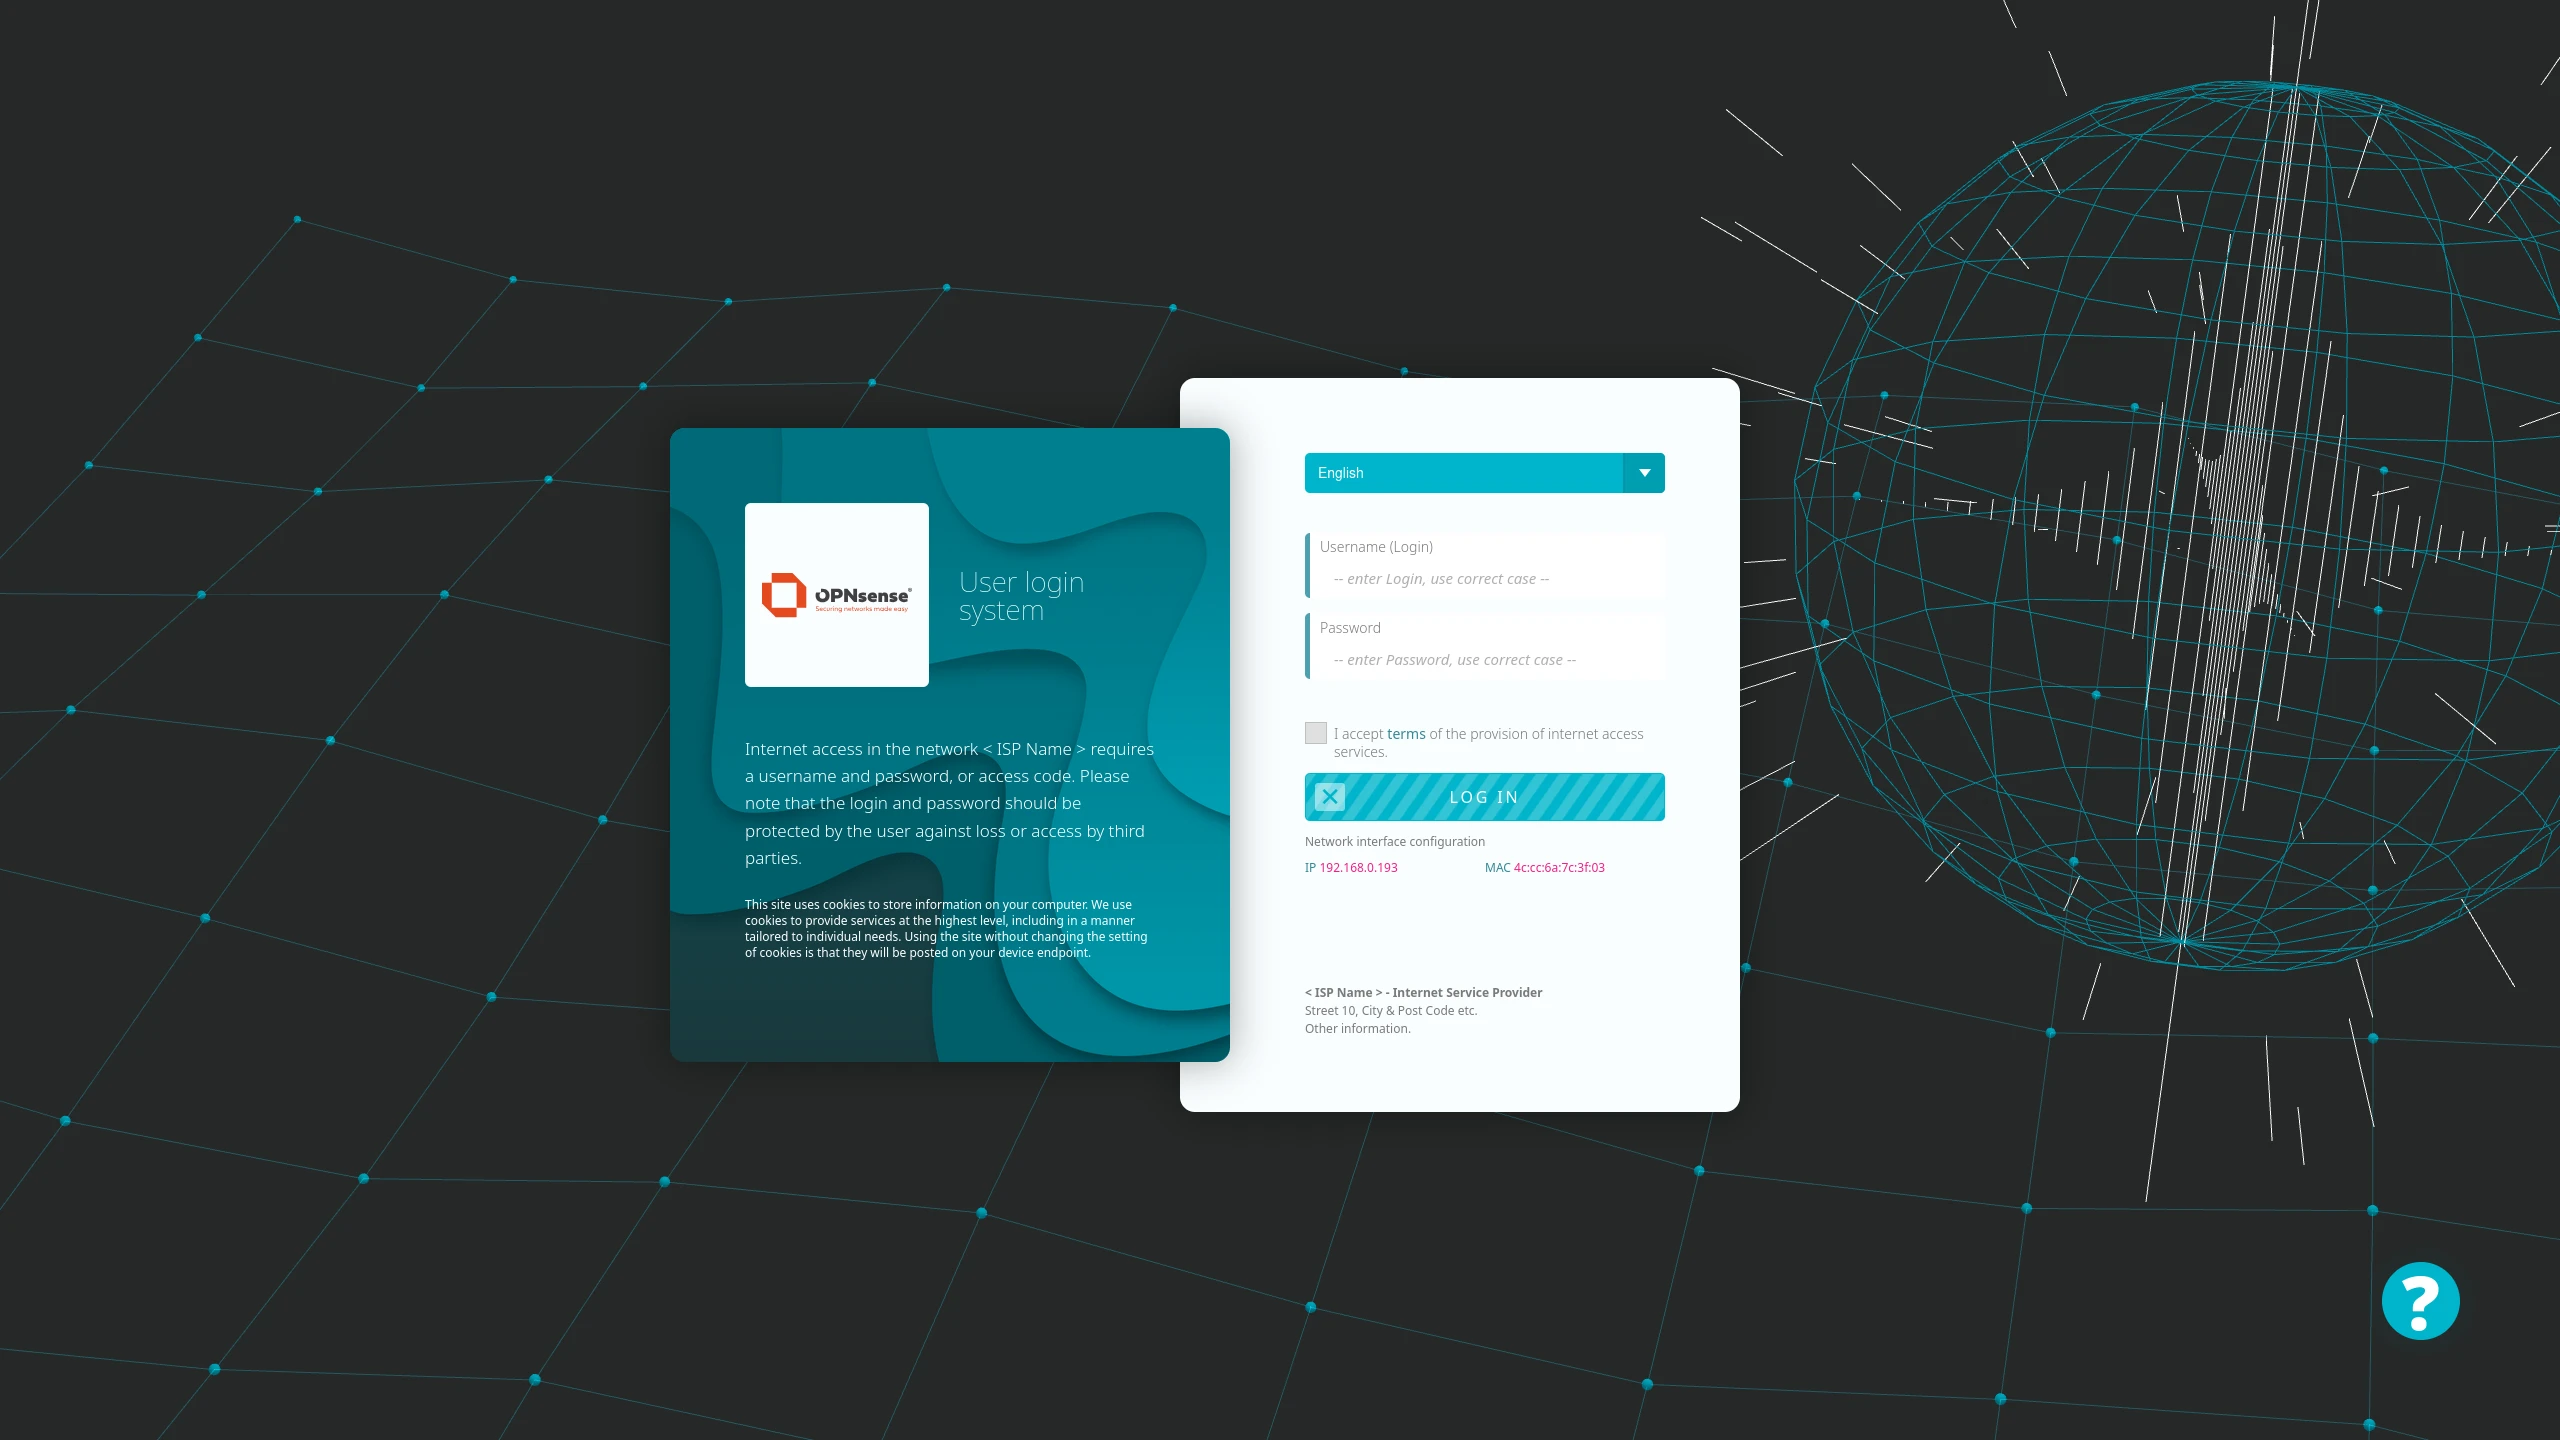 OPNsense®
Securing networks made easy
User login
system
Internet access in the network < ISP Name > requires
a username and password, or access code. Please
note that the login and password should be
protected by the user against loss or access by third
parties.
This site uses cookies to store information on your computer. We use
cookies to provide services at the highest level, including in a manner
tailored to individual needs. Using the site without changing the setting
of cookies is that they will be posted on your device endpoint.
English
Username (Login)
-- enter Login, use correct case --
Password
-- enter Password, use correct case --
I accept terms of the provision of internet access
services.
LOG IN
Network interface configuration
IP 192.168.0.193 MAC 4c:cc:6a:7c:3f:03
< ISP Name > - Internet Service Provider
Street 10, City & Post Code etc.
Other information.
?